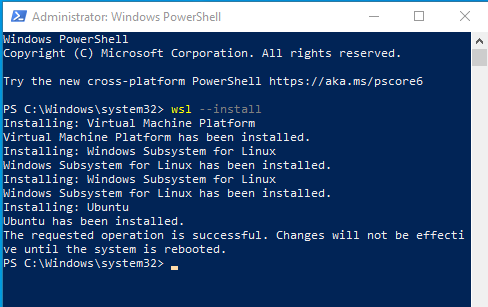 Administrator: Windows PowerShell
Windows PowerShell
Copyright (C) Microsoft Corporation. All rights reserved.
Try the new cross-platform PowerShell https://aka.ms/pscore6
PS C:\Windows\system32> wsl --install
Installing: Virtual Machine Platform
Virtual Machine Platform has been installed.
Installing: Windows Subsystem for Linux
Windows Subsystem for Linux has been installed.
Installing: Windows Subsystem for Linux
Windows Subsystem for Linux has been installed.
Installing: Ubuntu
Ubuntu has been installed.
The requested operation is successful. Changes will not be effecti
ve until the system is rebooted.
PS C:\Windows\system32>